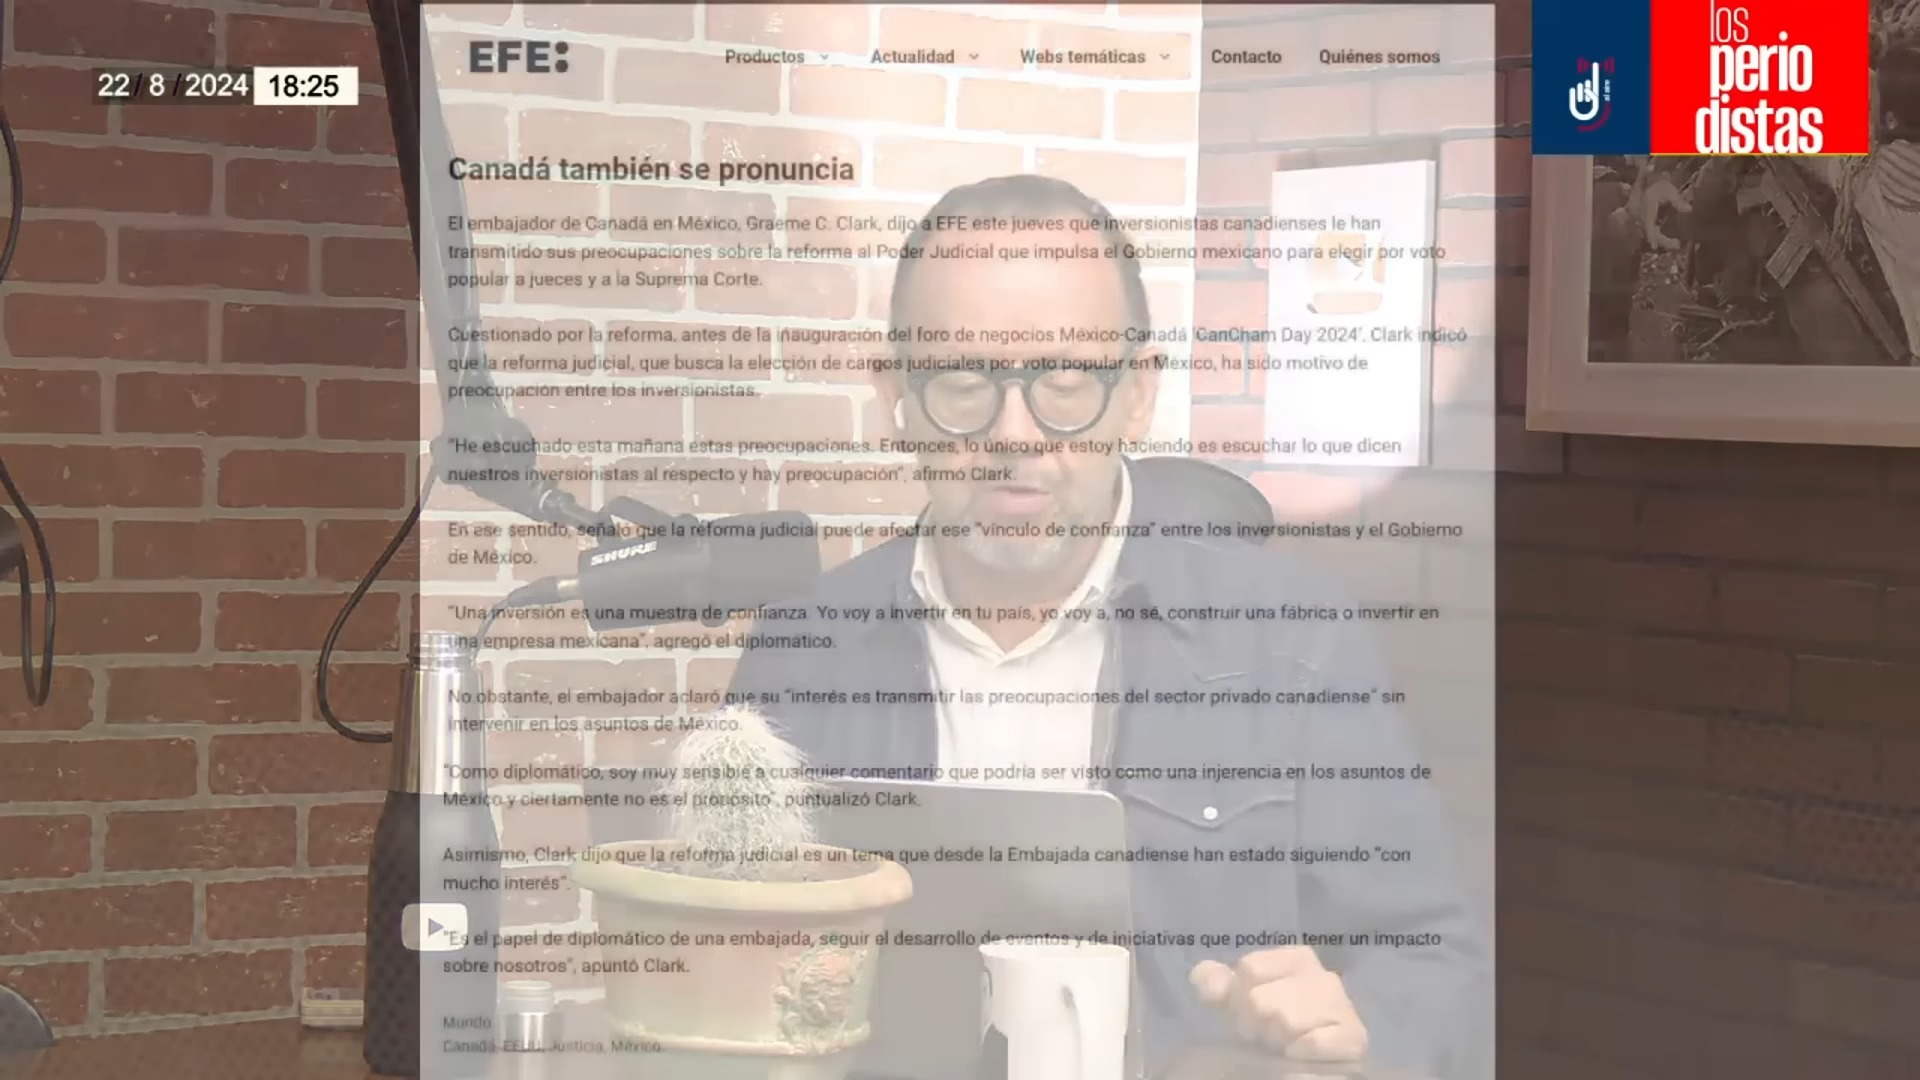 22/8/2024 18:25
los
perio
distas
EFE:
Productos Actualidad Webs temáticas Contacto Quiénes somos
Canadá también se pronuncia
El embajador de Canadá en México, Graeme C. Clark, dijo a EFE este jueves que inversionistas canadienses le han
transmitido sus preocupaciones sobre la reforma al Poder Judicial que impulsa el Gobierno mexicano para elegir por voto
popular a jueces y a la Suprema Corte.
Cuestionado por la reforma, antes de la inauguración del foro de negocios México-Canadá 'CanCham Day 2024', Clark indicó
que la reforma judicial, que busca la elección de cargos judiciales por voto popular en México, ha sido motivo de
preocupación entre los inversionistas.
"He escuchado esta mañana estas preocupaciones. Entonces, lo único que estoy haciendo es escuchar lo que dicen
nuestros inversionistas al respecto y hay preocupación", afirmó Clark.
En ese sentido, señaló que la reforma judicial puede afectar ese "vínculo de confianza" entre los inversionistas y el Gobierno
de México.
SHURE
"Una inversión es una muestra de confianza. Yo voy a invertir en tu país, yo voy a, no sé, construir una fábrica o invertir en
una empresa mexicana", agregó el diplomático.
No obstante, el embajador aclaró que su "interés es transmitir las preocupaciones del sector privado canadiense" sin
intervenir en los asuntos de México.
"Como diplomático, soy muy sensible a cualquier comentario que podría ser visto como una injerencia en los asuntos de
México y ciertamente no es el propósito", puntualizó Clark.
Asimismo, Clark dijo que la reforma judicial es un tema que desde la Embajada canadiense han estado siguiendo "con
mucho interés".
"Es el papel de diplomático de una embajada, seguir el desarrollo de eventos y de iniciativas que podrían tener un impacto
sobre nosotros", apuntó Clark.
Mundo
Canadá, EEUU, Justicia, México